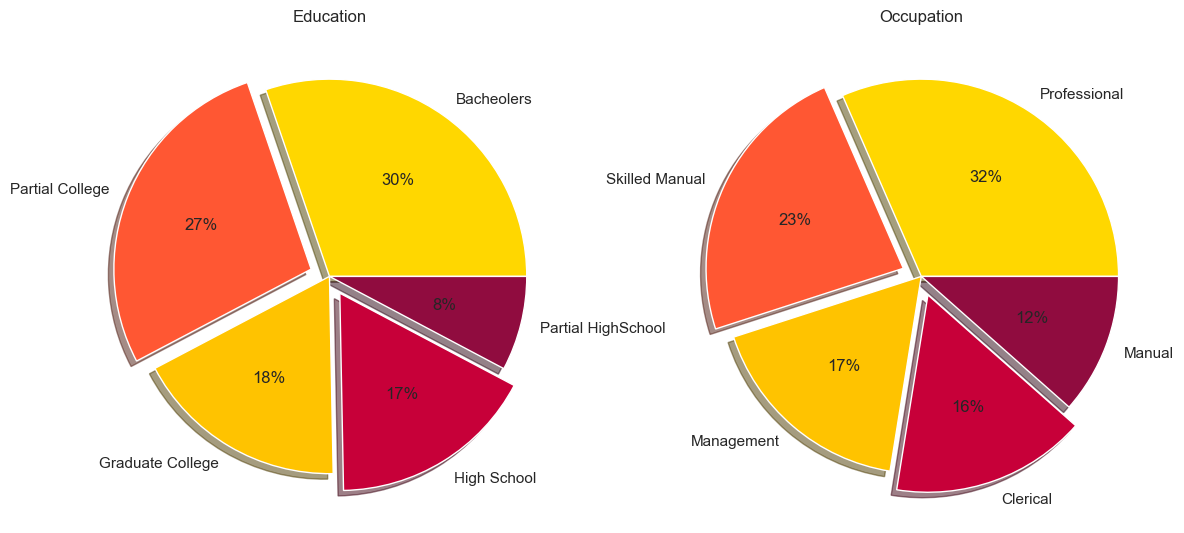 Education
Bacheolers
30%
Partial College
27%
Graduate College
18%
High School
17%
Partial HighSchool
8%
Occupation
Professional
32%
Skilled Manual
23%
Management
17%
Clerical
16%
Manual
12%